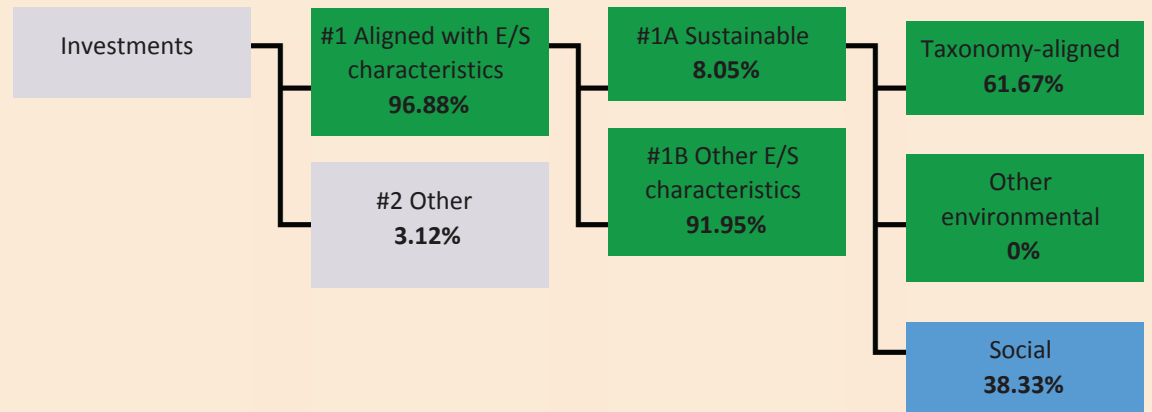 Investments
#1 Aligned with E/S
characteristics
96.88%
#2 Other
3.12%
#1A Sustainable
8.05%
#1B Other E/S
characteristics
91.95%
Taxonomy-aligned
61.67%
Other
environmental
0%
Social
38.33%